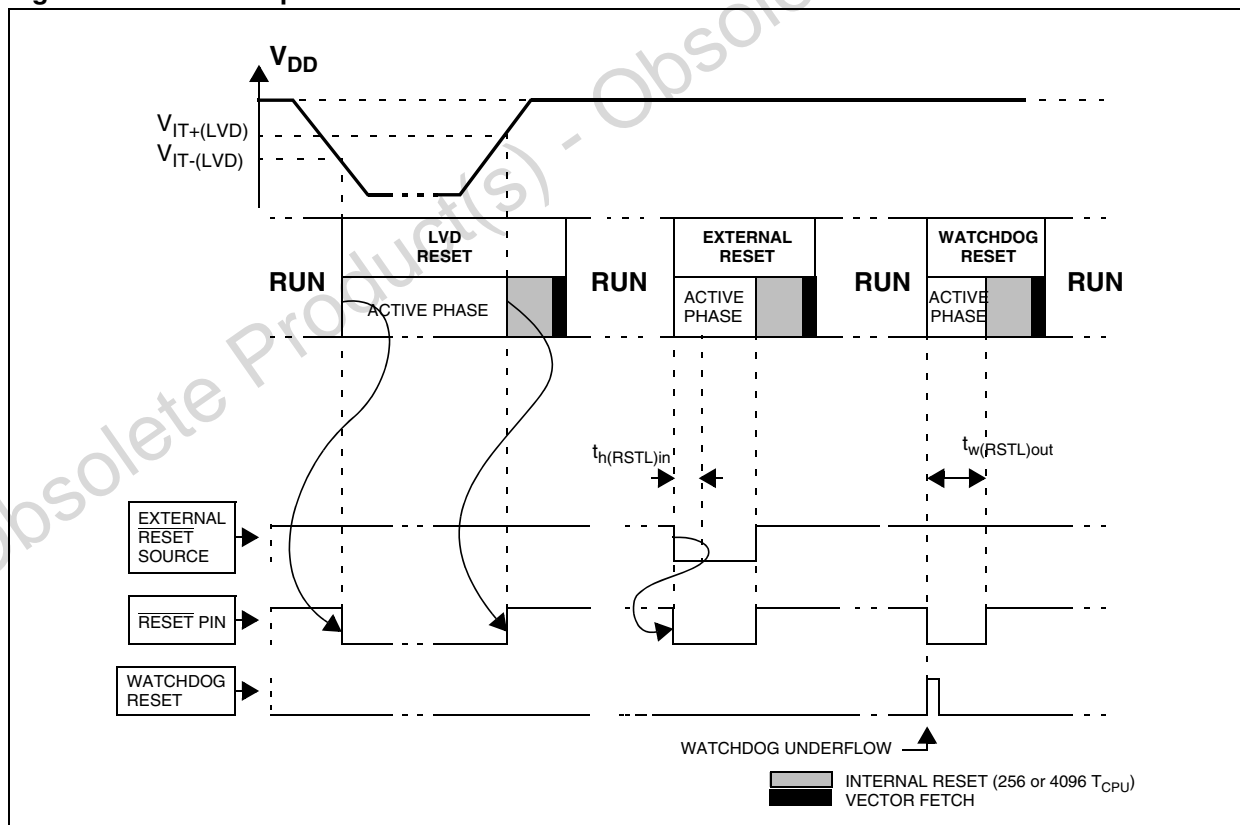 V_DD
V_IT+(LVD)
V_IT-(LVD)
LVD
RESET
EXTERNAL
RESET
WATCHDOG
RESET
RUN
ACTIVE PHASE
RUN
ACTIVE
PHASE
RUN
ACTIVE
PHASE
RUN
t_h(RSTL)in
t_w(RSTL)out
EXTERNAL
RESET
SOURCE
RESET PIN
WATCHDOG
RESET
WATCHDOG UNDERFLOW
INTERNAL RESET (256 or 4096 T_CPU)
VECTOR FETCH
Obsolete Product(s) - Obsolete